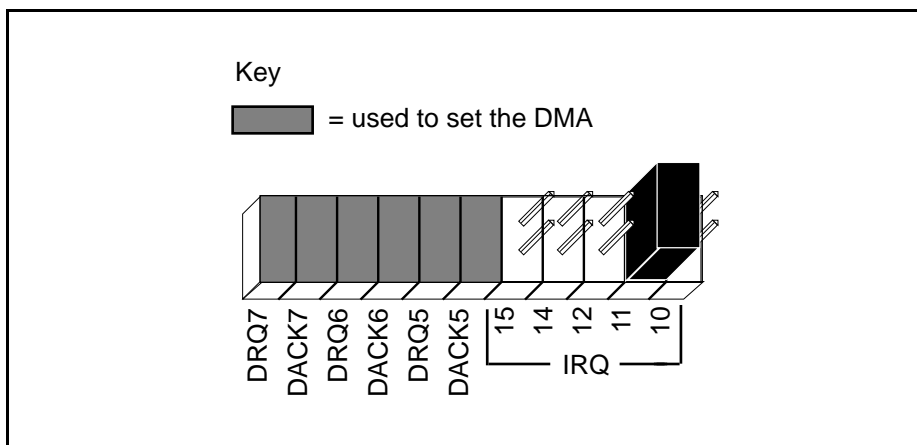 Key
= used to set the DMA
DRQ7
DACK7
DRQ6
DACK6
DRQ5
DACK5
15
14
12
11
10
IRQ